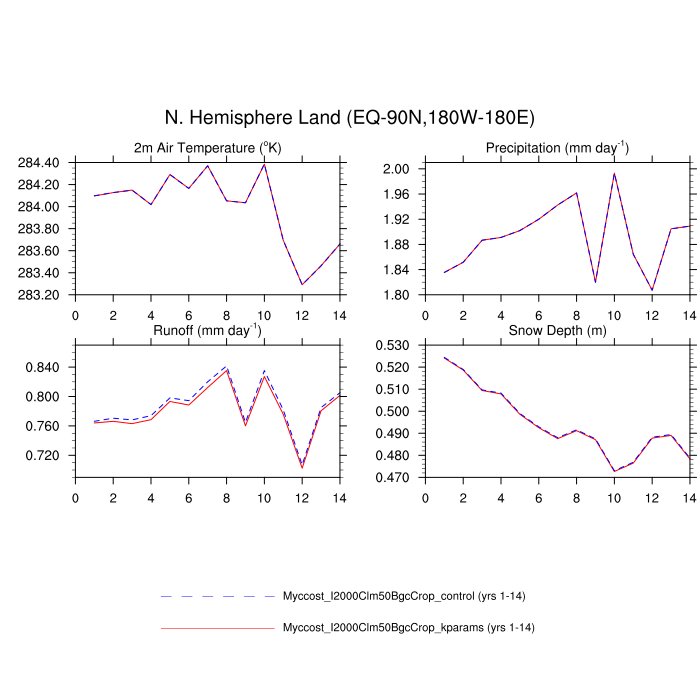 N. Hemisphere Land (EQ-90N,180W-180E)
2m Air Temperature (°K)
284.40
284.20
284.00
283.80
283.60
283.40
283.20
0 2 4 6 8 10 12 14
Precipitation (mm day⁻¹)
2.00
1.96
1.92
1.88
1.84
1.80
0 2 4 6 8 10 12 14
Runoff (mm day⁻¹)
0.840
0.800
0.760
0.720
0 2 4 6 8 10 12 14
Snow Depth (m)
0.530
0.520
0.510
0.500
0.490
0.480
0.470
0 2 4 6 8 10 12 14
Myccost_I2000Clm50BgcCrop_control (yrs 1-14)
Myccost_I2000Clm50BgcCrop_kparams (yrs 1-14)